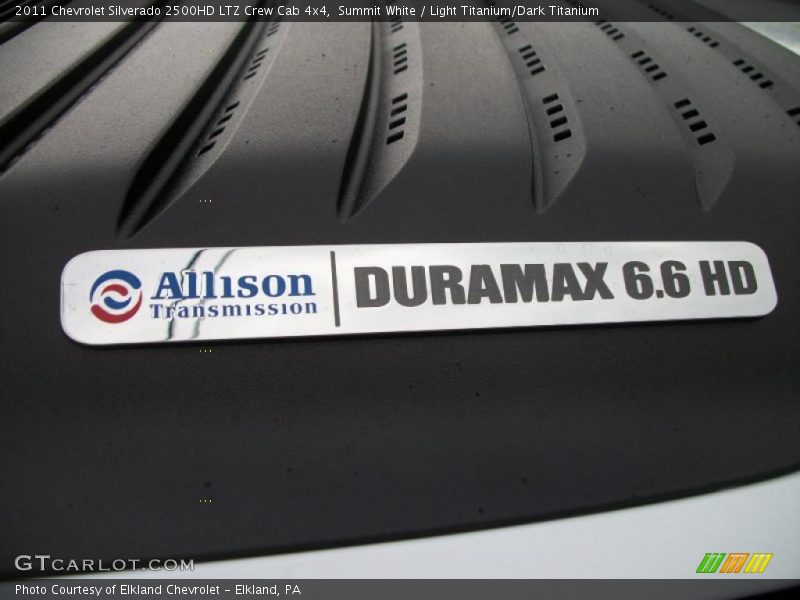 2011 Chevrolet Silverado 2500HD LTZ Crew Cab 4x4, Summit White / Light Titanium/Dark Titanium
Allison
Transmission
DURAMAX 6.6 HD
GTCARLOT.COM
Photo Courtesy of Elkland Chevrolet - Elkland, PA